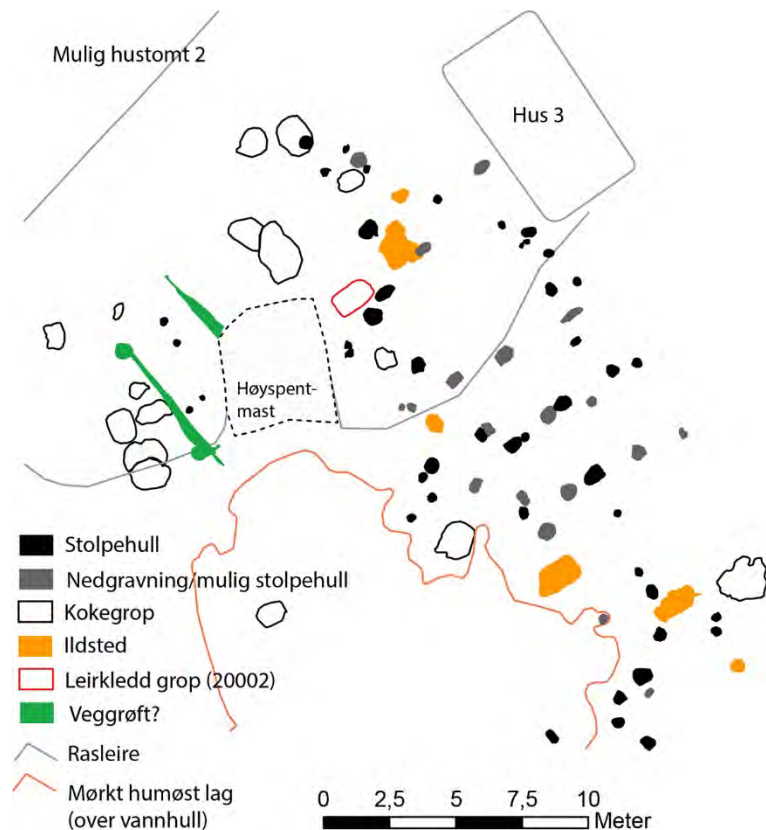 Mulig hustomt 2
Hus 3
Høyspent-
mast
Stolpehull
Nedgravning/mulig stolpehull
Kokegrop
Ildsted
Leirkledd grop (20002)
Veggrøft?
Rasleire
Mørkt humøst lag
(over vannhull)
0 2,5 5 7,5 10
Meter